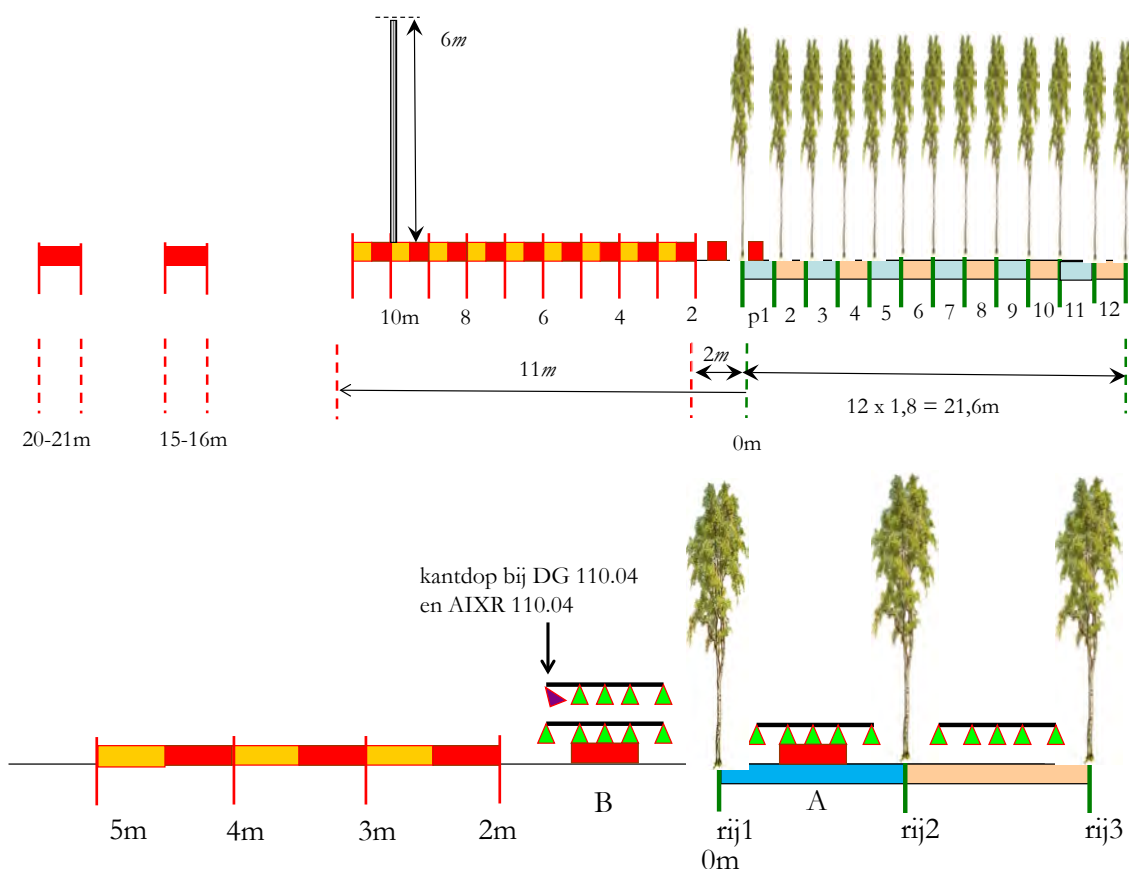 6m
10m 8 6 4 2 p1 2 3 4 5 6 7 8 9 10 11 12
11m 2m
12 x 1,8 = 21,6m
20-21m 15-16m 0m
kantdop bij DG 110.04
en AIXR 110.04
5m 4m 3m 2m B A rij1 rij2 rij3
0m